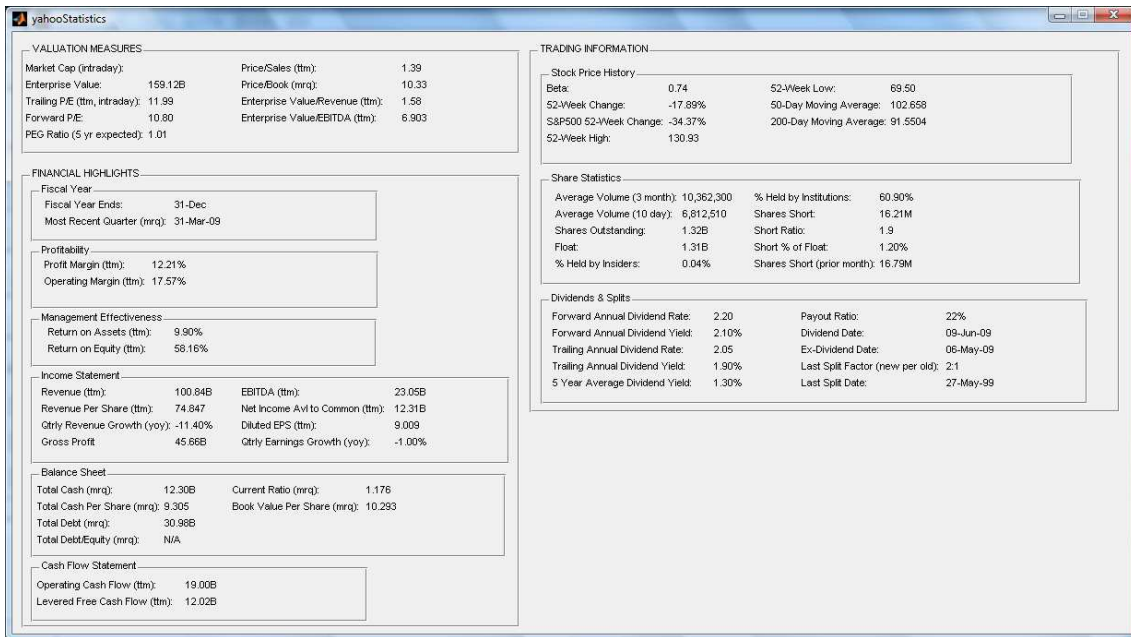 yahooStatistics
VALUATION MEASURES
Market Cap (intraday):
Enterprise Value: 159.12B
Trailing P/E (ttm, intraday): 11.99
Forward P/E: 10.80
PEG Ratio (5 yr expected): 1.01
Price/Sales (ttm): 1.39
Price/Book (mrq): 10.33
Enterprise Value/Revenue (ttm): 1.58
Enterprise Value/EBITDA (ttm): 6.903
FINANCIAL HIGHLIGHTS
Fiscal Year
Fiscal Year Ends: 31-Dec
Most Recent Quarter (mrq): 31-Mar-09
Profitability
Profit Margin (ttm): 12.21%
Operating Margin (ttm): 17.57%
Management Effectiveness
Return on Assets (ttm): 9.90%
Return on Equity (ttm): 58.16%
Income Statement
Revenue (ttm): 100.84B
Revenue Per Share (ttm): 74.847
Qtrly Revenue Growth (yoy): -11.40%
Gross Profit 45.66B
EBITDA (ttm): 23.05B
Net Income Avl to Common (ttm): 12.31B
Diluted EPS (ttm): 9.009
Qtrly Earnings Growth (yoy): -1.00%
Balance Sheet
Total Cash (mrq): 12.30B
Total Cash Per Share (mrq): 9.305
Total Debt (mrq): 30.98B
Total Debt/Equity (mrq): N/A
Current Ratio (mrq): 1.176
Book Value Per Share (mrq): 10.293
Cash Flow Statement
Operating Cash Flow (ttm): 19.00B
Levered Free Cash Flow (ttm): 12.02B
TRADING INFORMATION
Stock Price History
Beta: 0.74
52-Week Change: -17.89%
S&P500 52-Week Change: -34.37%
52-Week High: 130.93
52-Week Low: 69.50
50-Day Moving Average: 102.658
200-Day Moving Average: 91.5504
Share Statistics
Average Volume (3 month): 10,362,300
Average Volume (10 day): 6,812,510
Shares Outstanding: 1.32B
Float: 1.31B
% Held by Insiders: 0.04%
% Held by Institutions: 60.90%
Shares Short: 16.21M
Short Ratio: 1.9
Short % of Float: 1.20%
Shares Short (prior month): 16.79M
Dividends & Splits
Forward Annual Dividend Rate: 2.20
Forward Annual Dividend Yield: 2.10%
Trailing Annual Dividend Rate: 2.05
Trailing Annual Dividend Yield: 1.90%
5 Year Average Dividend Yield: 1.30%
Payout Ratio: 22%
Dividend Date: 09-Jun-09
Ex-Dividend Date: 06-May-09
Last Split Factor (new per old): 2:1
Last Split Date: 27-May-99